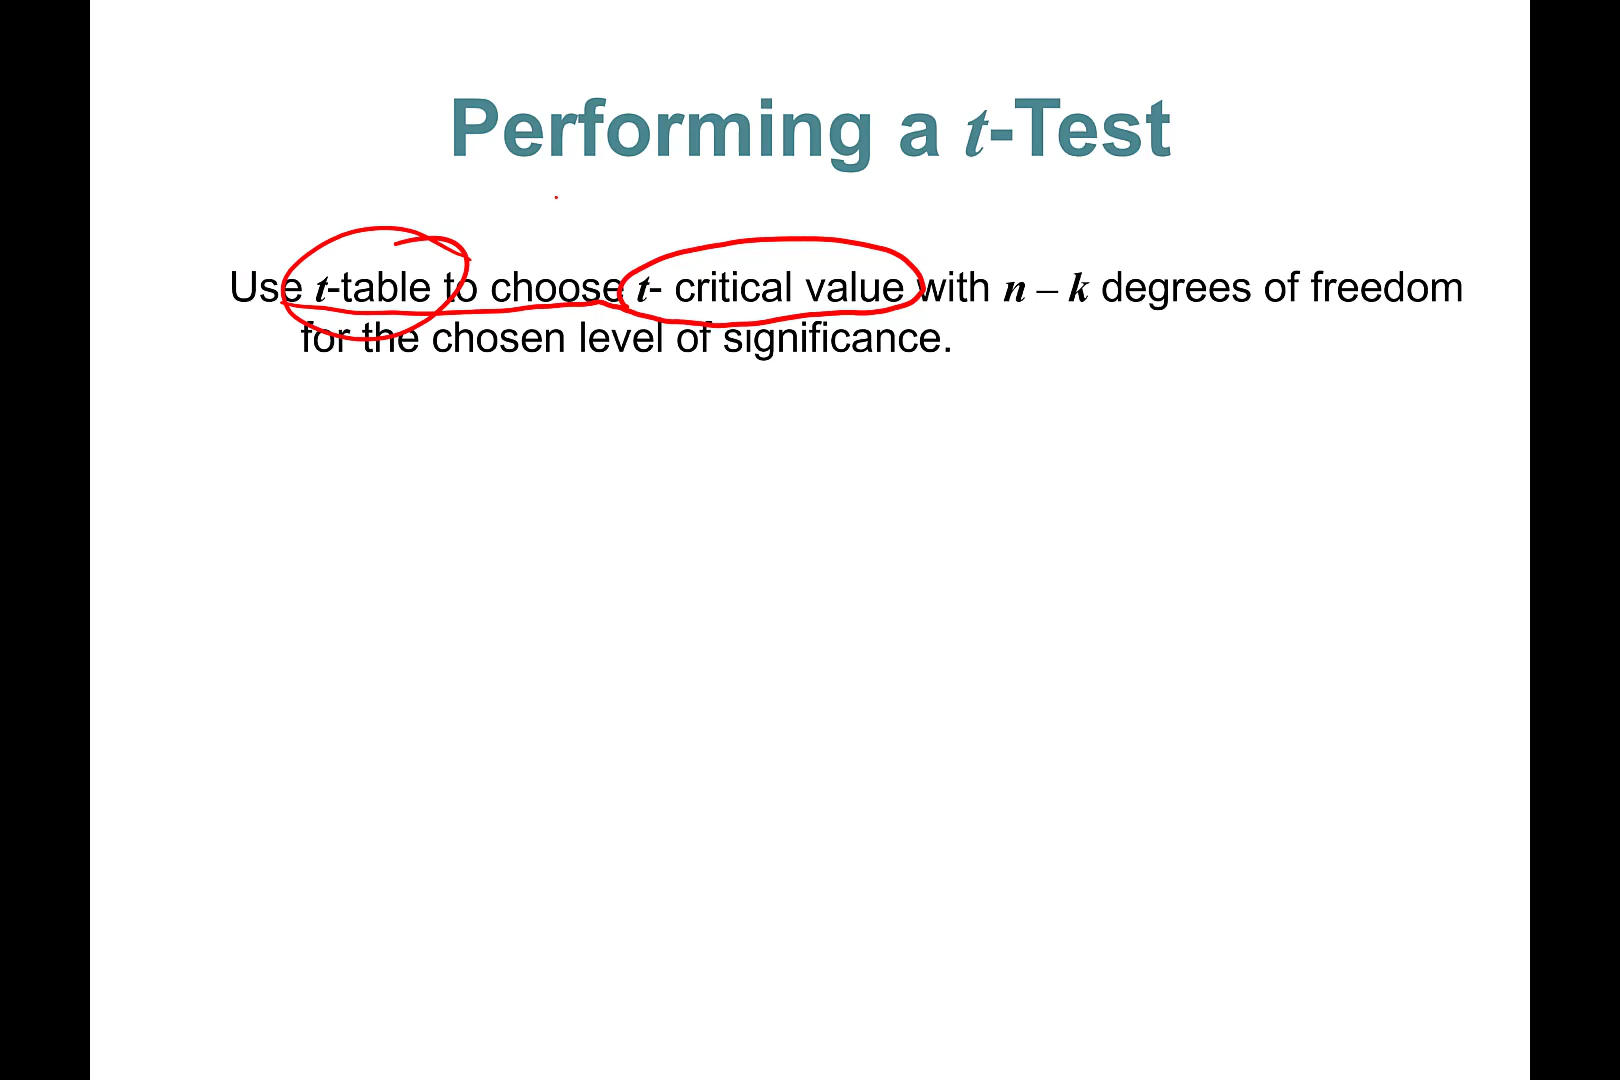 Performing a t-Test
Use t-table to choose t- critical value with n – k degrees of freedom
for the chosen level of significance.